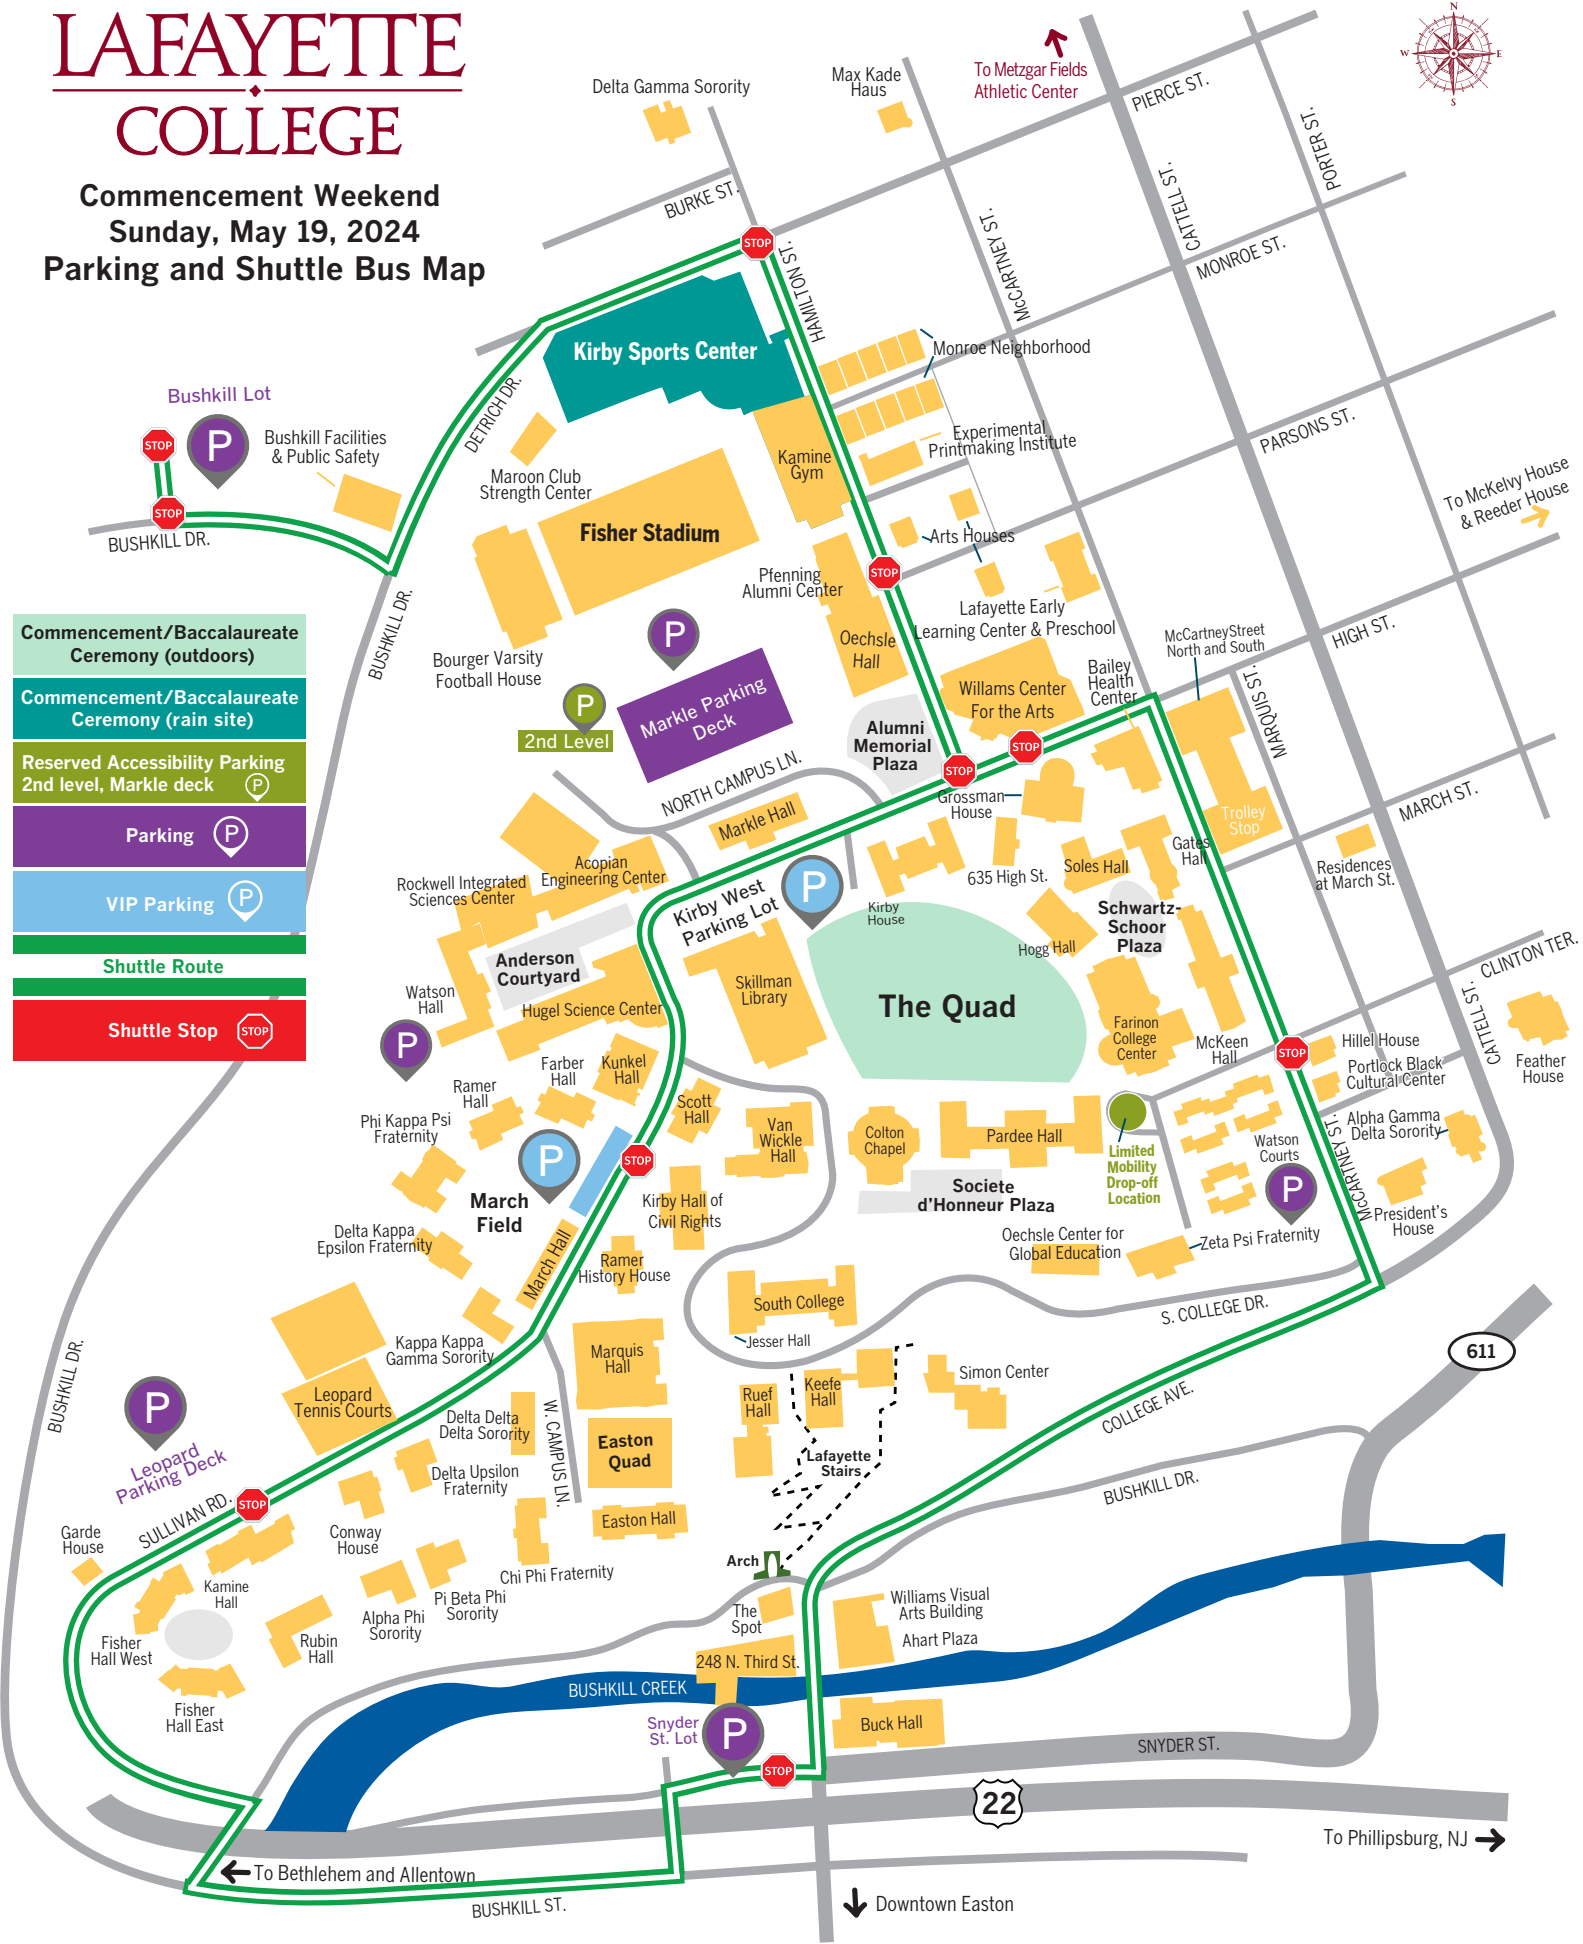 LAFAYETTE
COLLEGE
Commencement Weekend
Sunday, May 19, 2024
Parking and Shuttle Bus Map
N
W
E
S
To Metzgar Fields
Athletic Center
Delta Gamma Sorority
Max Kade
Haus
PIERCE ST.
PORTER ST.
CATTELL ST.
BURKE ST.
McCARTNEY ST.
MONROE ST.
STOP
HAMILTON ST.
Kirby Sports Center
Monroe Neighborhood
DETRICH DR.
Bushkill Lot
P
STOP
STOP
Bushkill Facilities
& Public Safety
BUSHKILL DR.
Maroon Club
Strength Center
Kamine
Gym
Experimental
Printmaking Institute
PARSONS ST.
To McKelvy House
& Reeder House
Fisher Stadium
Arts Houses
Pfenning
Alumni Center
STOP
BUSHKILL DR.
Lafayette Early
Learning Center & Preschool
HIGH ST.
Commencement/Baccalaureate
Ceremony (outdoors)
Commencement/Baccalaureate
Ceremony (rain site)
Reserved Accessibility Parking
2nd level, Markle deck
P
Parking
P
VIP Parking
P
Shuttle Route
Shuttle Stop
STOP
Bourger Varsity
Football House
P
Oechsle
Hall
McCartneyStreet
North and South
Bailey
Health
Center
MARQUIS ST.
P
2nd Level
Markle Parking
Deck
Willams Center
For the Arts
Alumni
Memorial
Plaza
STOP
STOP
NORTH CAMPUS LN.
Markle Hall
Grossman
House
Trolley
Stop
MARCH ST.
Gates
Hall
Residences
at March St.
Acopian
Engineering Center
Rockwell Integrated
Sciences Center
635 High St.
Soles Hall
Kirby West
Parking Lot
P
Kirby
House
Schwartz-
Schoor
Plaza
Hogg Hall
Anderson
Courtyard
Watson
Hall
Hugel Science Center
Skillman
Library
The Quad
CLINTON TER.
CATTELL ST.
Farinon
College
Center
McKeen
Hall
STOP
Hillel House
Portlock Black
Cultural Center
Feather
House
P
Farber
Hall
Kunkel
Hall
Ramer
Hall
Phi Kappa Psi
Fraternity
Scott
Hall
Van
Wickle
Hall
Colton
Chapel
Pardee Hall
Limited
Mobility
Drop-off
Location
Watson
Courts
P
McCARTNEY ST.
Alpha Gamma
Delta Sorority
President's
House
P
March
Field
STOP
Kirby Hall of
Civil Rights
Societe
d'Honneur Plaza
Oechsle Center for
Global Education
Zeta Psi Fraternity
Delta Kappa
Epsilon Fraternity
March Hall
Ramer
History House
South College
Jesser Hall
S. COLLEGE DR.
611
Kappa Kappa
Gamma Sorority
Marquis
Hall
BUSHKILL DR.
Leopard
Tennis Courts
P
Leopard
Parking Deck
Delta Delta
Delta Sorority
W. CAMPUS LN.
Ruef
Hall
Keefe
Hall
Simon Center
COLLEGE AVE.
Easton
Quad
Lafayette
Stairs
Delta Upsilon
Fraternity
BUSHKILL DR.
STOP
SULLIVAN RD.
Garde
House
Conway
House
Easton Hall
Arch
Chi Phi Fraternity
Kamine
Hall
Pi Beta Phi
Sorority
Alpha Phi
Sorority
The
Spot
Williams Visual
Arts Building
Ahart Plaza
Fisher
Hall West
Rubin
Hall
248 N. Third St.
BUSHKILL CREEK
Fisher
Hall East
Snyder
St. Lot
P
Buck Hall
STOP
SNYDER ST.
22
To Phillipsburg, NJ
To Bethlehem and Allentown
BUSHKILL ST.
Downtown Easton